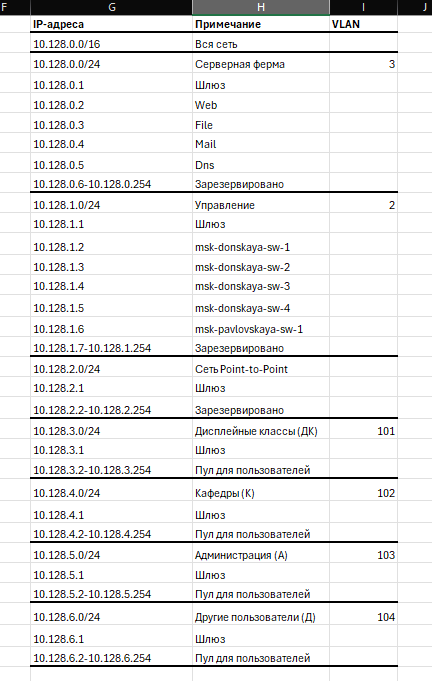 F G H I J
IP-адреса Примечание VLAN
10.128.0.0/16 Вся сеть
10.128.0.0/24 Серверная ферма 3
10.128.0.1 Шлюз
10.128.0.2 Web
10.128.0.3 File
10.128.0.4 Mail
10.128.0.5 Dns
10.128.0.6-10.128.0.254 Зарезервировано
10.128.1.0/24 Управление 2
10.128.1.1 Шлюз
10.128.1.2 msk-donskaya-sw-1
10.128.1.3 msk-donskaya-sw-2
10.128.1.4 msk-donskaya-sw-3
10.128.1.5 msk-donskaya-sw-4
10.128.1.6 msk-pavlovskaya-sw-1
10.128.1.7-10.128.1.254 Зарезервировано
10.128.2.0/24 Сеть Point-to-Point
10.128.2.1 Шлюз
10.128.2.2-10.128.2.254 Зарезервировано
10.128.3.0/24 Дисплейные классы (ДК) 101
10.128.3.1 Шлюз
10.128.3.2-10.128.3.254 Пул для пользователей
10.128.4.0/24 Кафедры (К) 102
10.128.4.1 Шлюз
10.128.4.2-10.128.4.254 Пул для пользователей
10.128.5.0/24 Администрация (А) 103
10.128.5.1 Шлюз
10.128.5.2-10.128.5.254 Пул для пользователей
10.128.6.0/24 Другие пользователи (Д) 104
10.128.6.1 Шлюз
10.128.6.2-10.128.6.254 Пул для пользователей